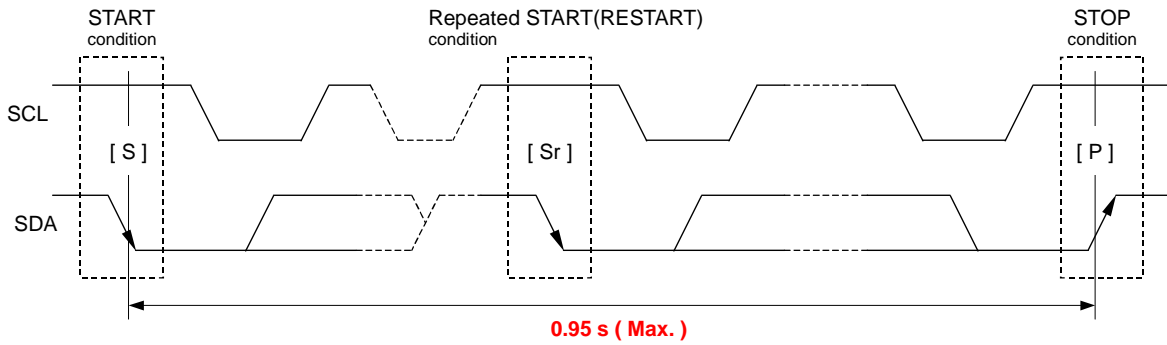 START
condition
Repeated START(RESTART)
condition
STOP
condition
SCL
[ S ]
[ Sr ]
[ P ]
SDA
0.95 s ( Max. )